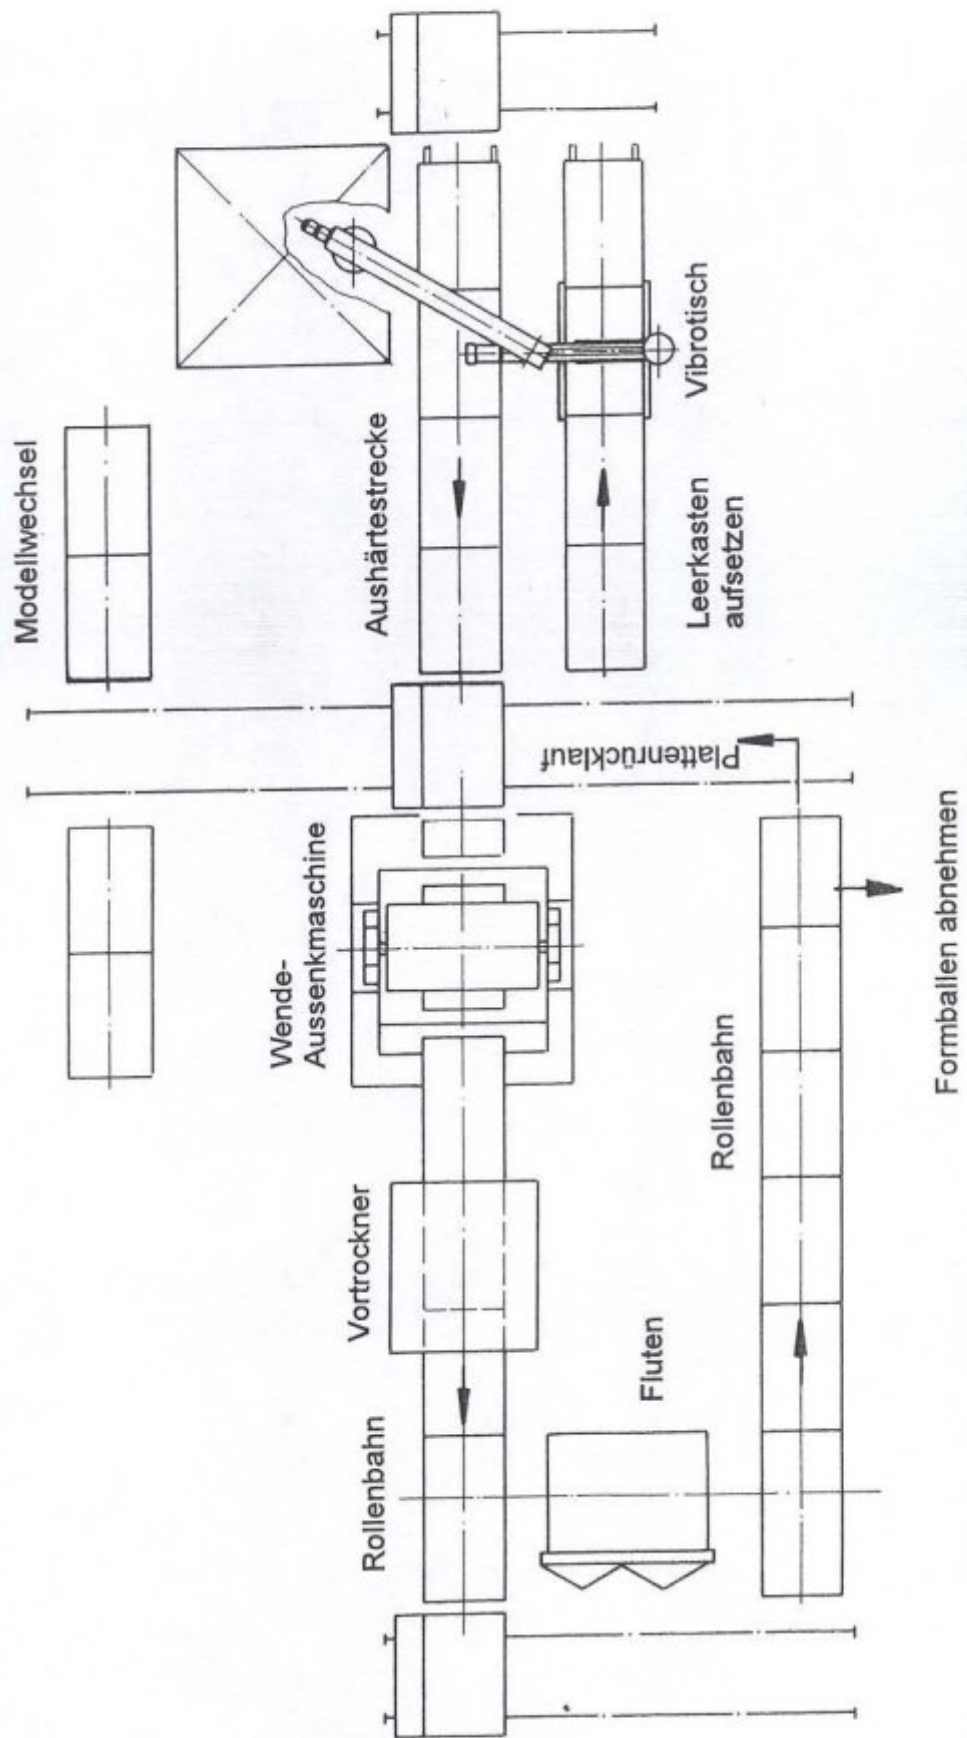 Modellwechsel
Aushärtestrecke
Vibrotisch
Leerkasten
aufsetzen
Plattenrücklauf
Wende-
Aussenkmaschine
Vortrockner
Rollenbahn
Fluten
Rollenbahn
Formballen abnehmen